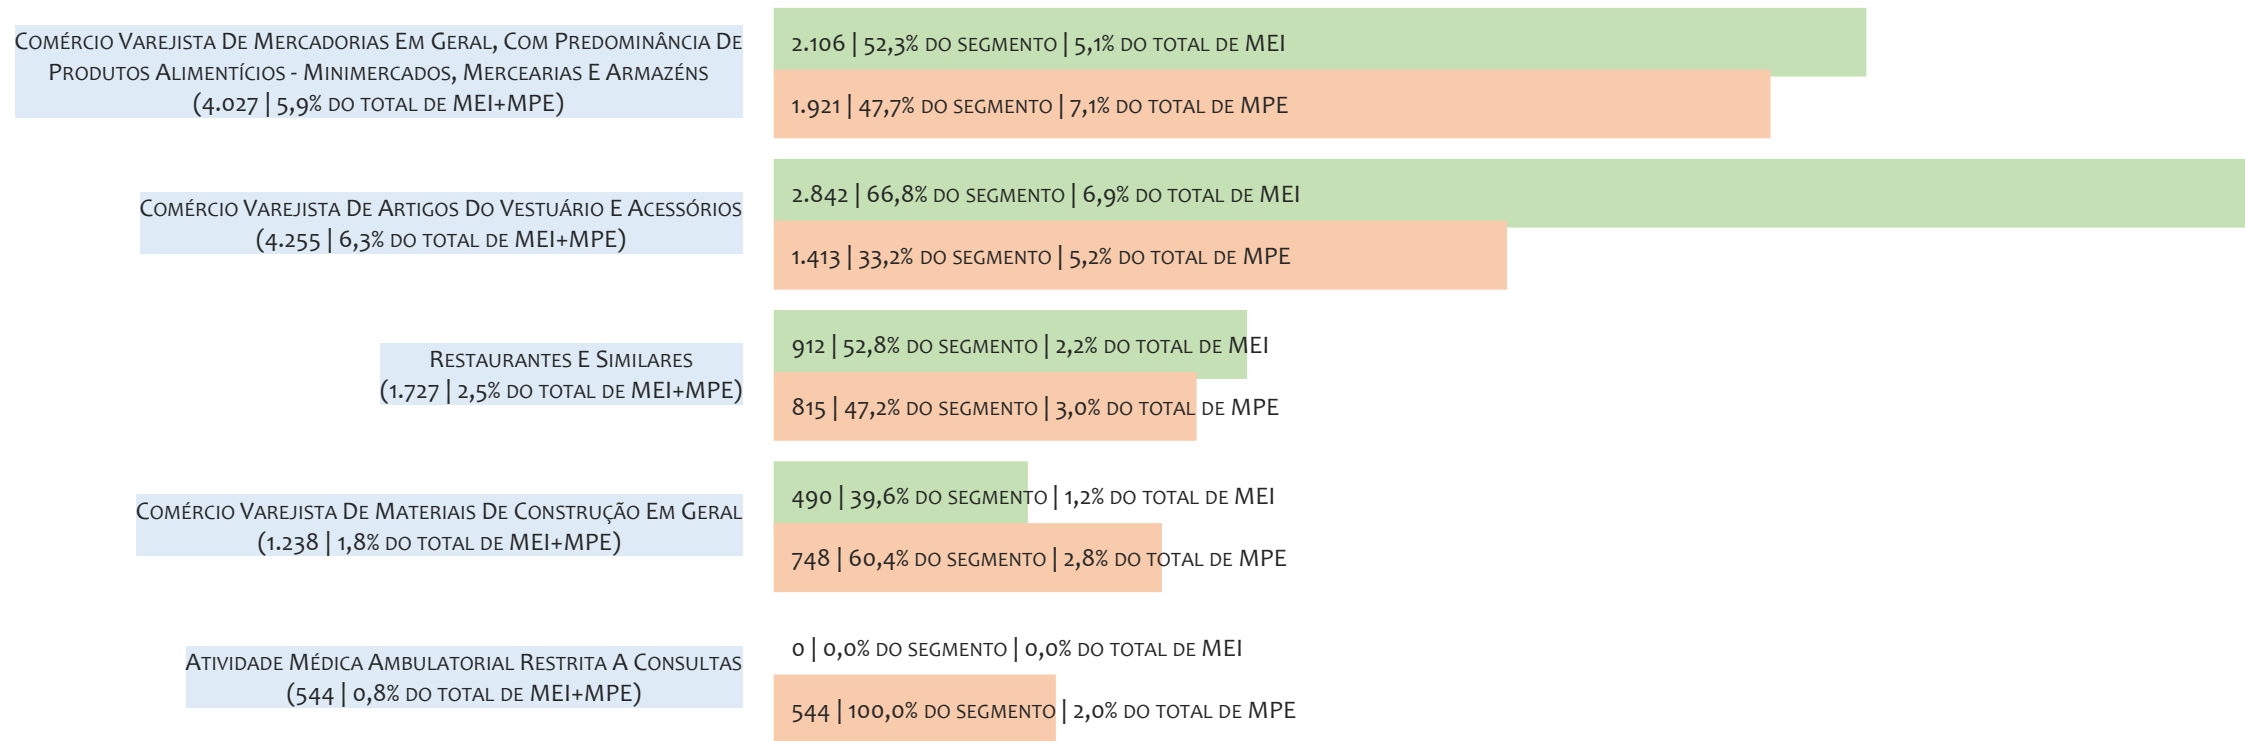 Comércio Varejista De Mercadorias Em Geral, Com Predominância De
Produtos Alimentícios - Minimercados, Mercearias E Armazéns
(4.027 | 5,9% do total de MEI+MPE)
2.106 | 52,3% do segmento | 5,1% do total de MEI
1.921 | 47,7% do segmento | 7,1% do total de MPE
Comércio Varejista De Artigos Do Vestuário E Acessórios
(4.255 | 6,3% do total de MEI+MPE)
2.842 | 66,8% do segmento | 6,9% do total de MEI
1.413 | 33,2% do segmento | 5,2% do total de MPE
Restaurantes E Similares
(1.727 | 2,5% do total de MEI+MPE)
912 | 52,8% do segmento | 2,2% do total de MEI
815 | 47,2% do segmento | 3,0% do total de MPE
Comércio Varejista De Materiais De Construção Em Geral
(1.238 | 1,8% do total de MEI+MPE)
490 | 39,6% do segmento | 1,2% do total de MEI
748 | 60,4% do segmento | 2,8% do total de MPE
Atividade Médica Ambulatorial Restrita A Consultas
(544 | 0,8% do total de MEI+MPE)
0 | 0,0% do segmento | 0,0% do total de MEI
544 | 100,0% do segmento | 2,0% do total de MPE